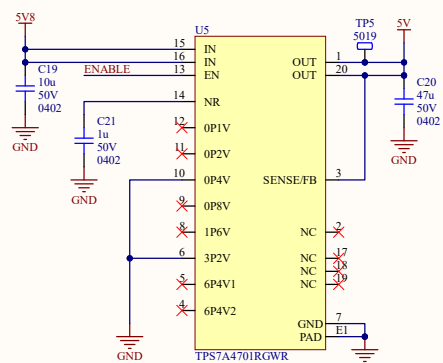 5V8
U5
TP5
5019
5V
15 IN
16 IN
13 EN
ENABLE
OUT 1
OUT 20
C19
10u
50V
0402
GND
14 NR
C20
47u
50V
0402
GND
C21
1u
50V
0402
GND
12 0P1V
11 0P2V
10 0P4V
SENSE/FB 3
9 0P8V
8 1P6V
NC 2
6 3P2V
NC 17
NC 18
5 6P4V1
NC 19
4 6P4V2
GND 7
PAD E1
GND
TPS7A4701RGWR
GND